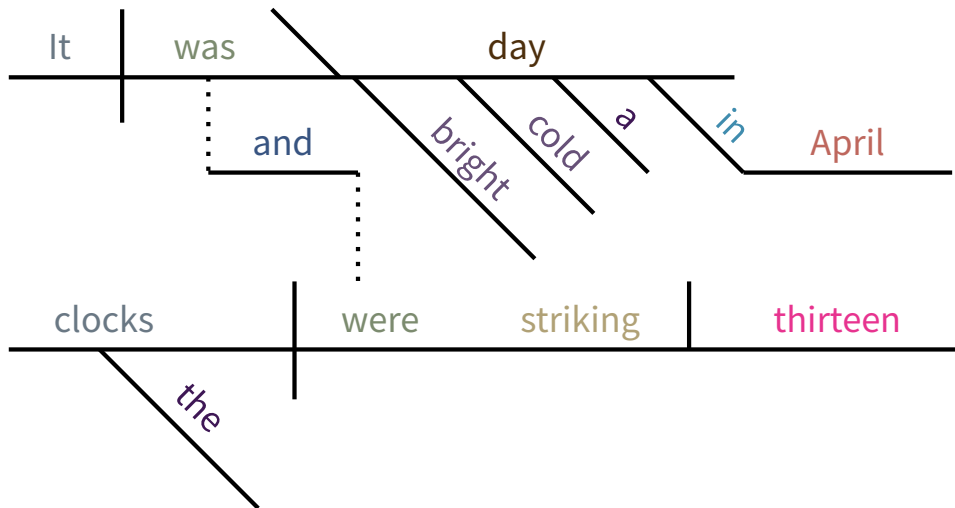 It was day
and bright cold a in April
clocks were striking thirteen
the